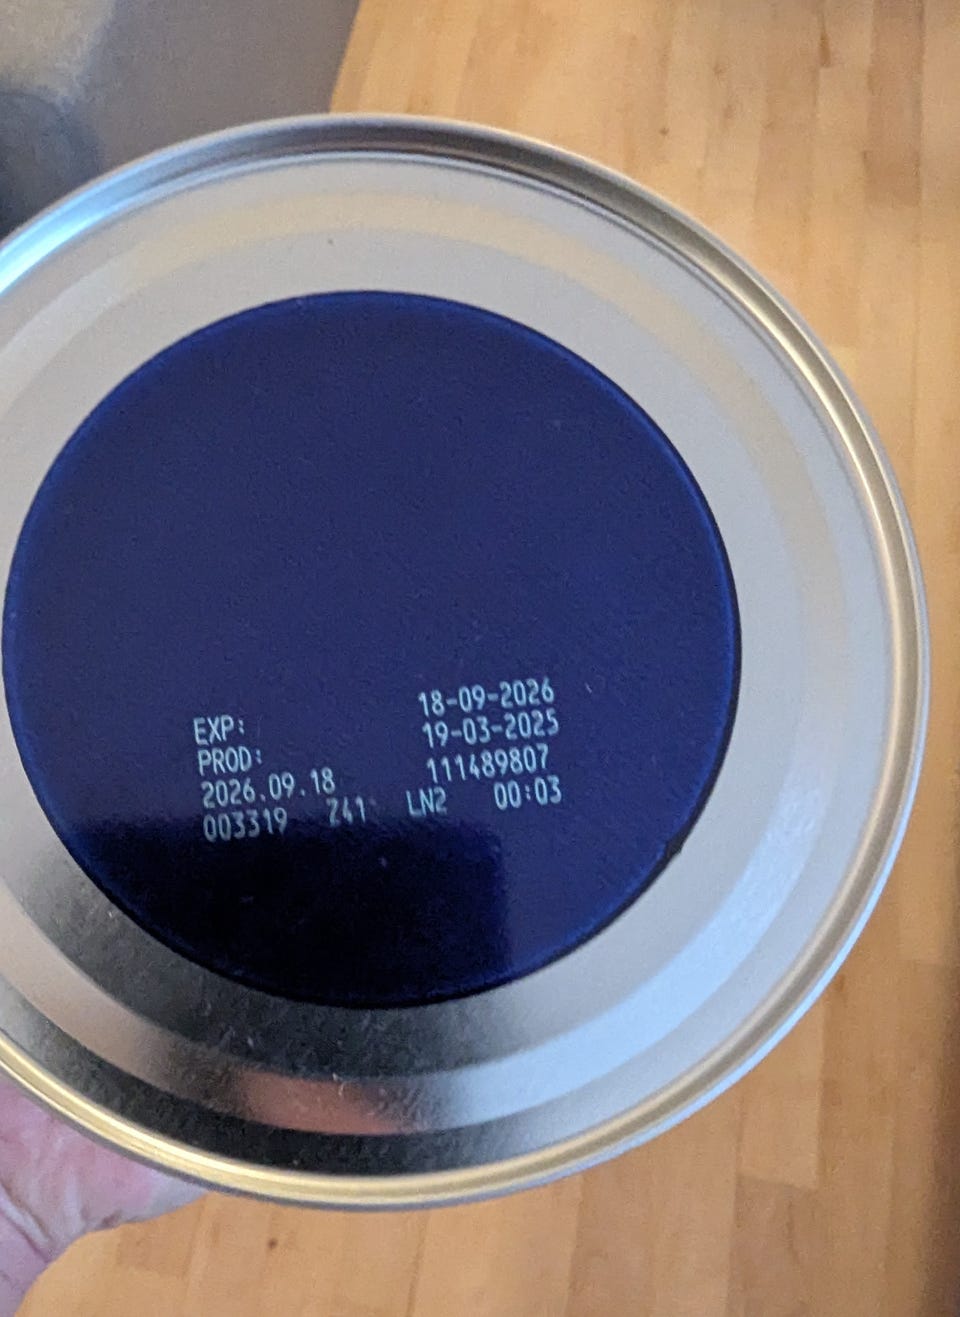 EXP: 18-09-2026
PROD: 19-03-2025
2026.09.18 111489807
003319 Z41 LN2 00:03